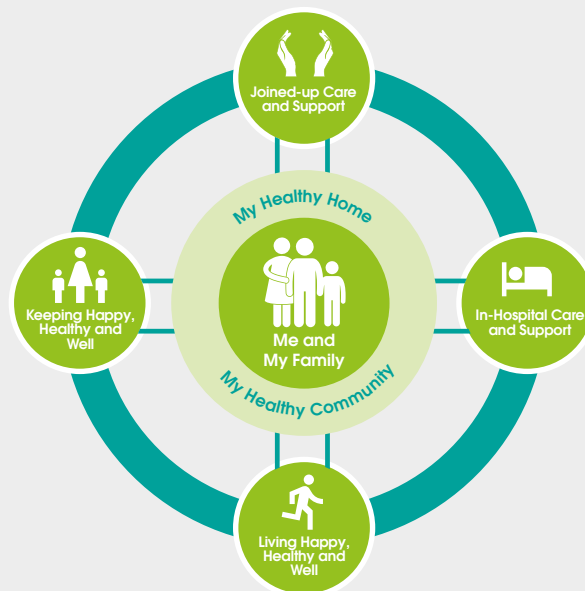 Joined-up Care
and Support
My Healthy Home
Keeping Happy,
Healthy and
Well
Me and
My Family
In-Hospital Care
and Support
My Healthy Community
Living Happy,
Healthy and
Well